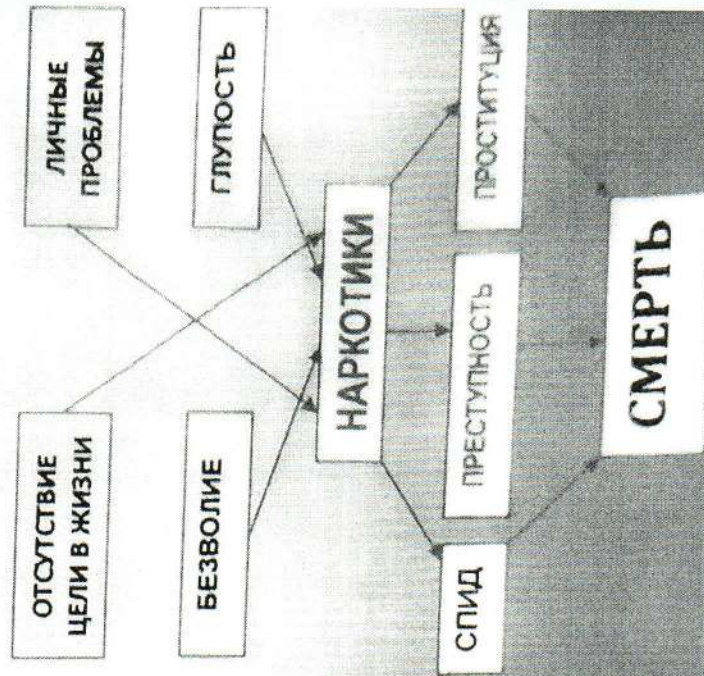 ОТСУТСТВИЕ
ЦЕЛИ В ЖИЗНИ
ЛИЧНЫЕ
ПРОБЛЕМЫ
БЕЗВОЛИЕ
ГЛУПОСТЬ
НАРКОТИКИ
СПИД
ПРЕСТУПНОСТЬ
ПРОСТИТУЦИЯ
СМЕРТЬ